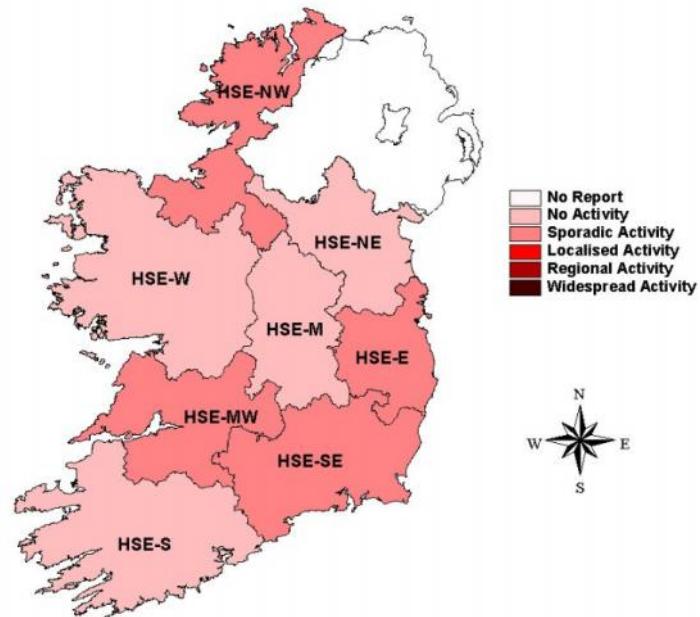 HSE-NW
No Report
No Activity
Sporadic Activity
Localised Activity
Regional Activity
Widespread Activity
HSE-NE
HSE-W
HSE-M
HSE-E
HSE-MW
HSE-SE
HSE-S
N
W
E
S